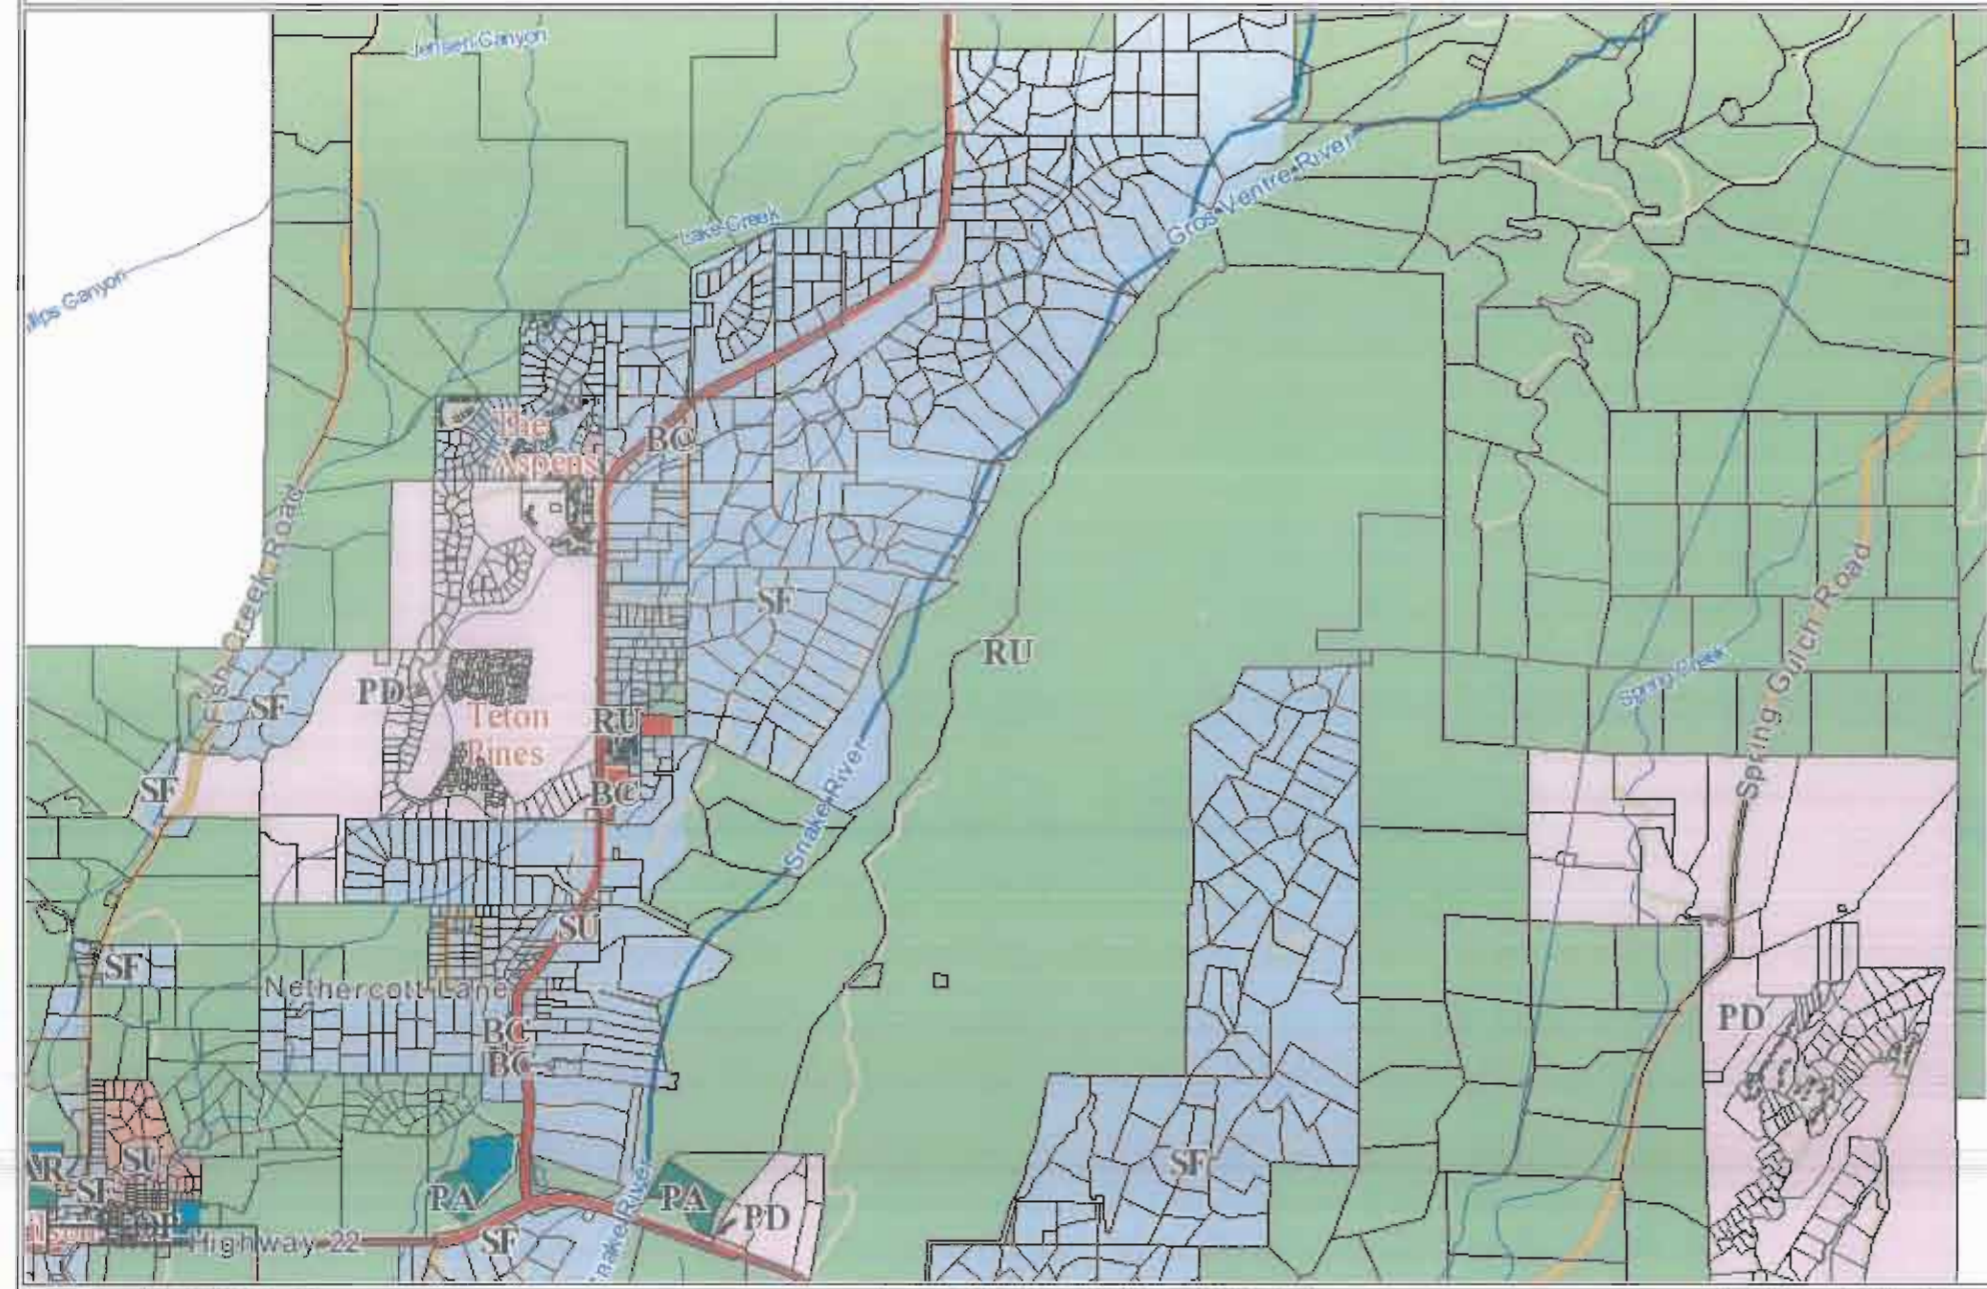 Jensen Canyon
Gros Ventre River
Lake Creek
The
Aspens
BC
Fish Creek Road
SF
RU
Spring Gulch Road
Spring Creek
SF
PD
Teton
Pines
RU
BC
SF
Snake River
SU
SF
Nethercott Lane
BC
BC
PD
SU
SF
SF
PA
PA
PD
Highway 22
SF
Snake River